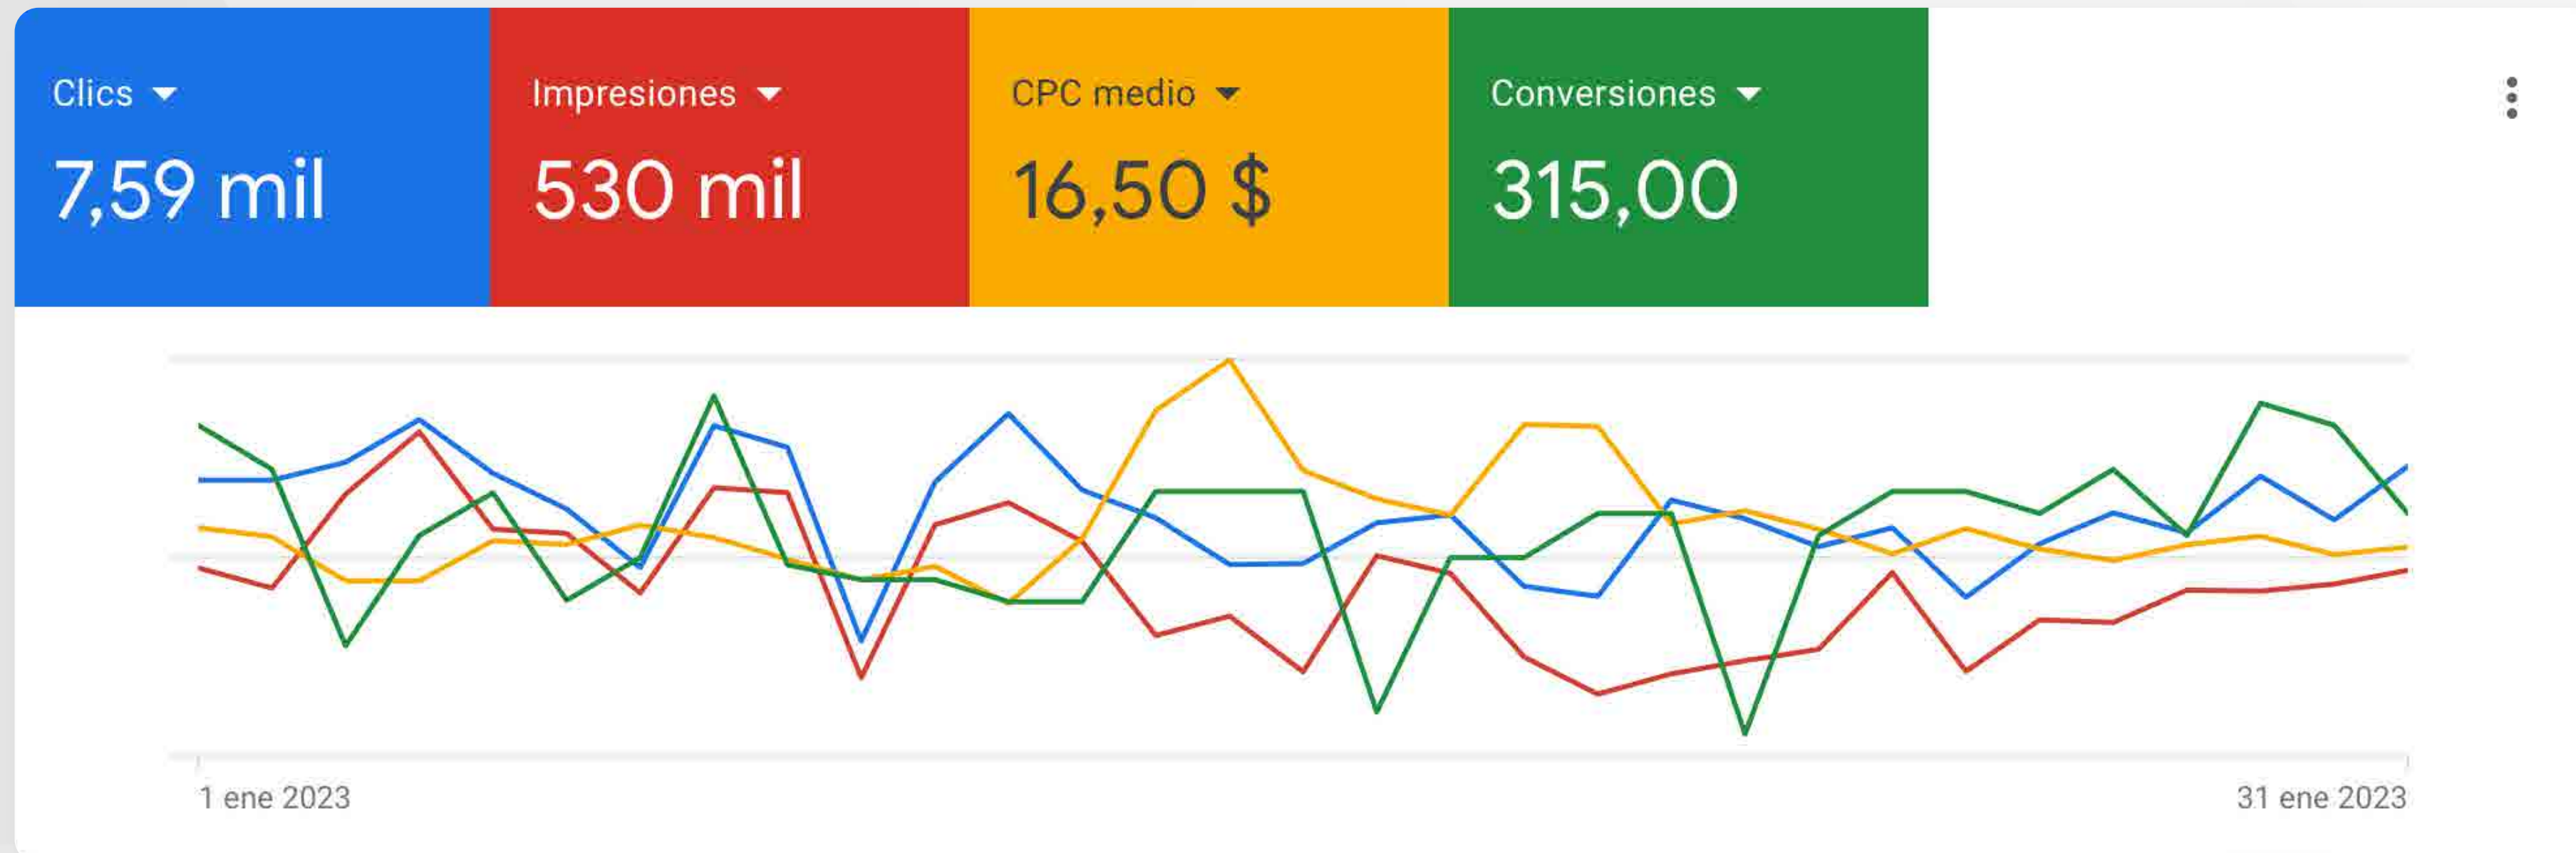 Clics
7,59 mil
Impresiones
530 mil
CPC medio
16,50 $
Conversiones
315,00
1 ene 2023
31 ene 2023